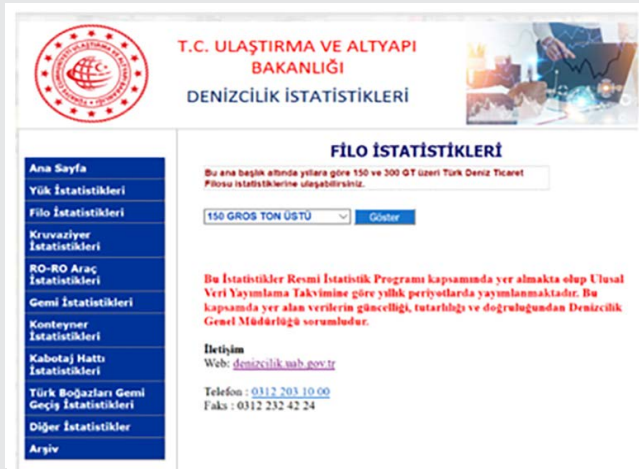 T.C. ULAŞTIRMA VE ALTYAPI
BAKANLIĞI
DENİZCİLİK İSTATİSTİKLERİ
Ana Sayfa
Yük İstatistikleri
Filo İstatistikleri
Kruvaziyer
İstatistikleri
RO-RO Araç
İstatistikleri
Gemi İstatistikleri
Konteyner
İstatistikleri
Kabotaj Hattı
İstatistikleri
Türk Boğazları Gemi
Geçiş İstatistikleri
Diğer İstatistikler
Arşiv
FİLO İSTATİSTİKLERİ
Bu ana başlık altında yıllara göre 150 ve 300 GT üzeri Türk Deniz Ticaret
Filosu istatistiklerine ulaşabilirsiniz.
150 GROS TON ÜSTÜ
Göster
Bu İstatistikler Resmi İstatistik Programı kapsamında yer almakta olup Ulusal
Veri Yayımlama Takvimine göre yıllık periyotlarda yayımlanmaktadır. Bu
kapsamda yer alan verilerin güncelliği, tutarlılığı ve doğruluğundan Denizcilik
Genel Müdürlüğü sorumludur.
İletişim
Web: denizcilik.uab.gov.tr
Telefon : 0312 203 10 00
Faks : 0312 232 42 24